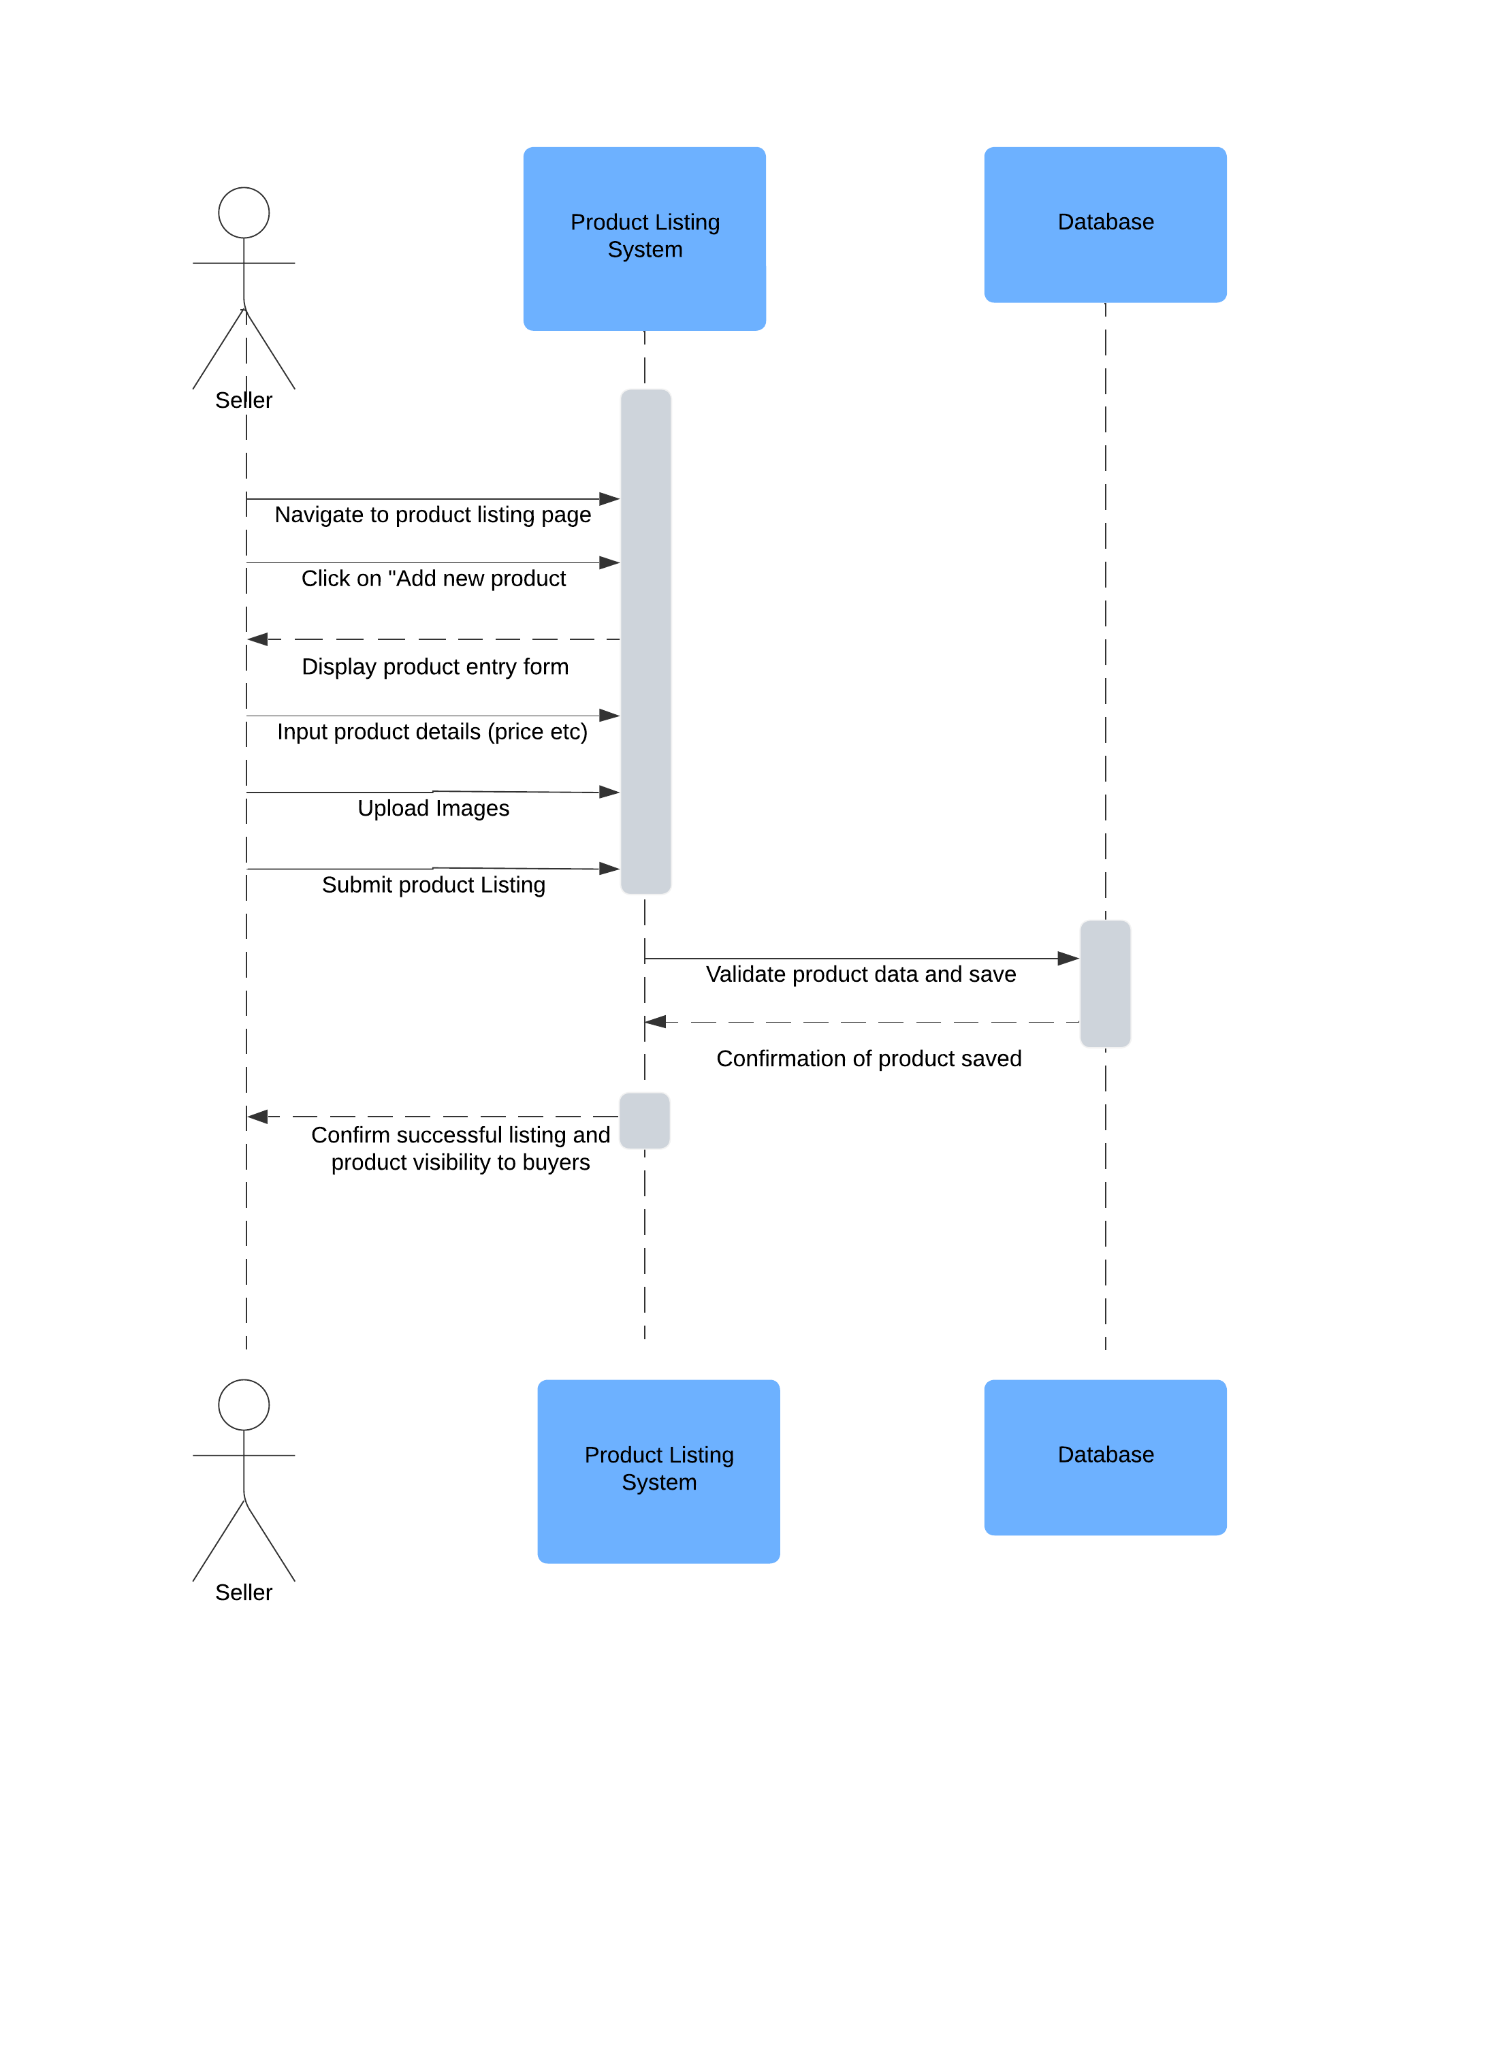 Product Listing
System
Database
Seller
Navigate to product listing page
Click on "Add new product
Display product entry form
Input product details (price etc)
Upload Images
Submit product Listing
Validate product data and save
Confirmation of product saved
Confirm successful listing and
product visibility to buyers
Product Listing
System
Database
Seller